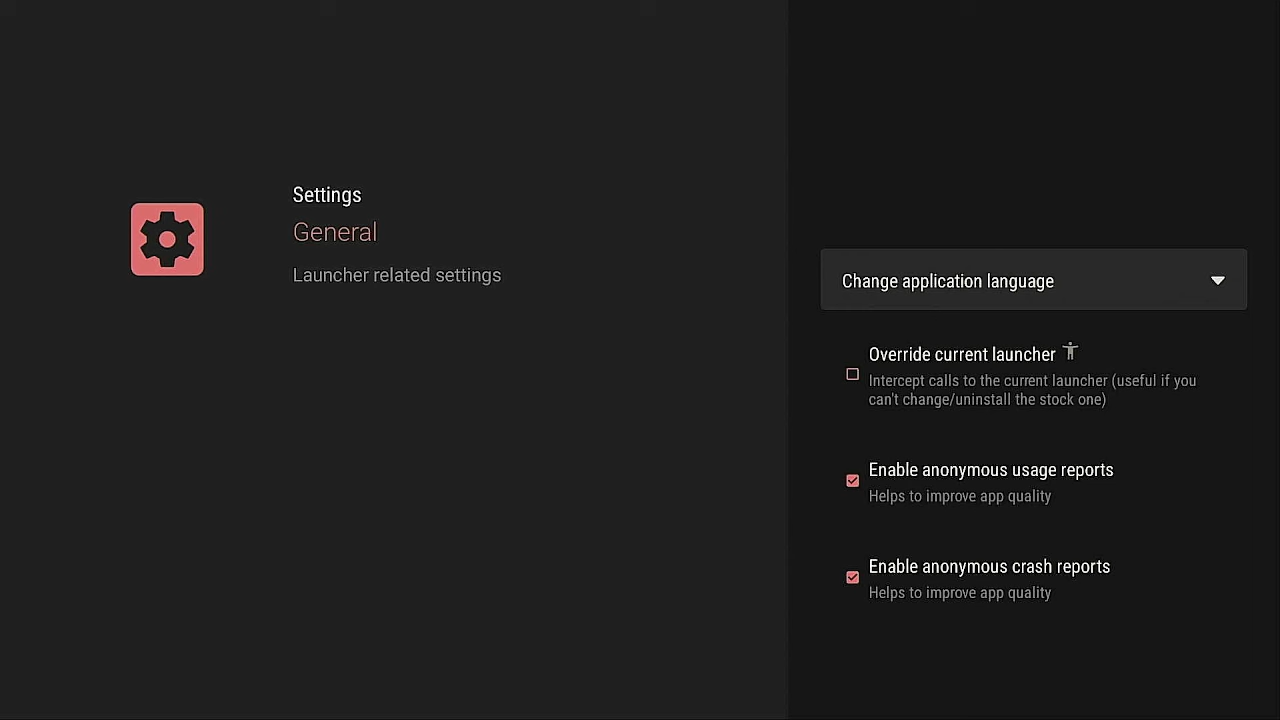 Settings
General
Launcher related settings
Change application language
Override current launcher
Intercept calls to the current launcher (useful if you
can't change/uninstall the stock one)
Enable anonymous usage reports
Helps to improve app quality
Enable anonymous crash reports
Helps to improve app quality